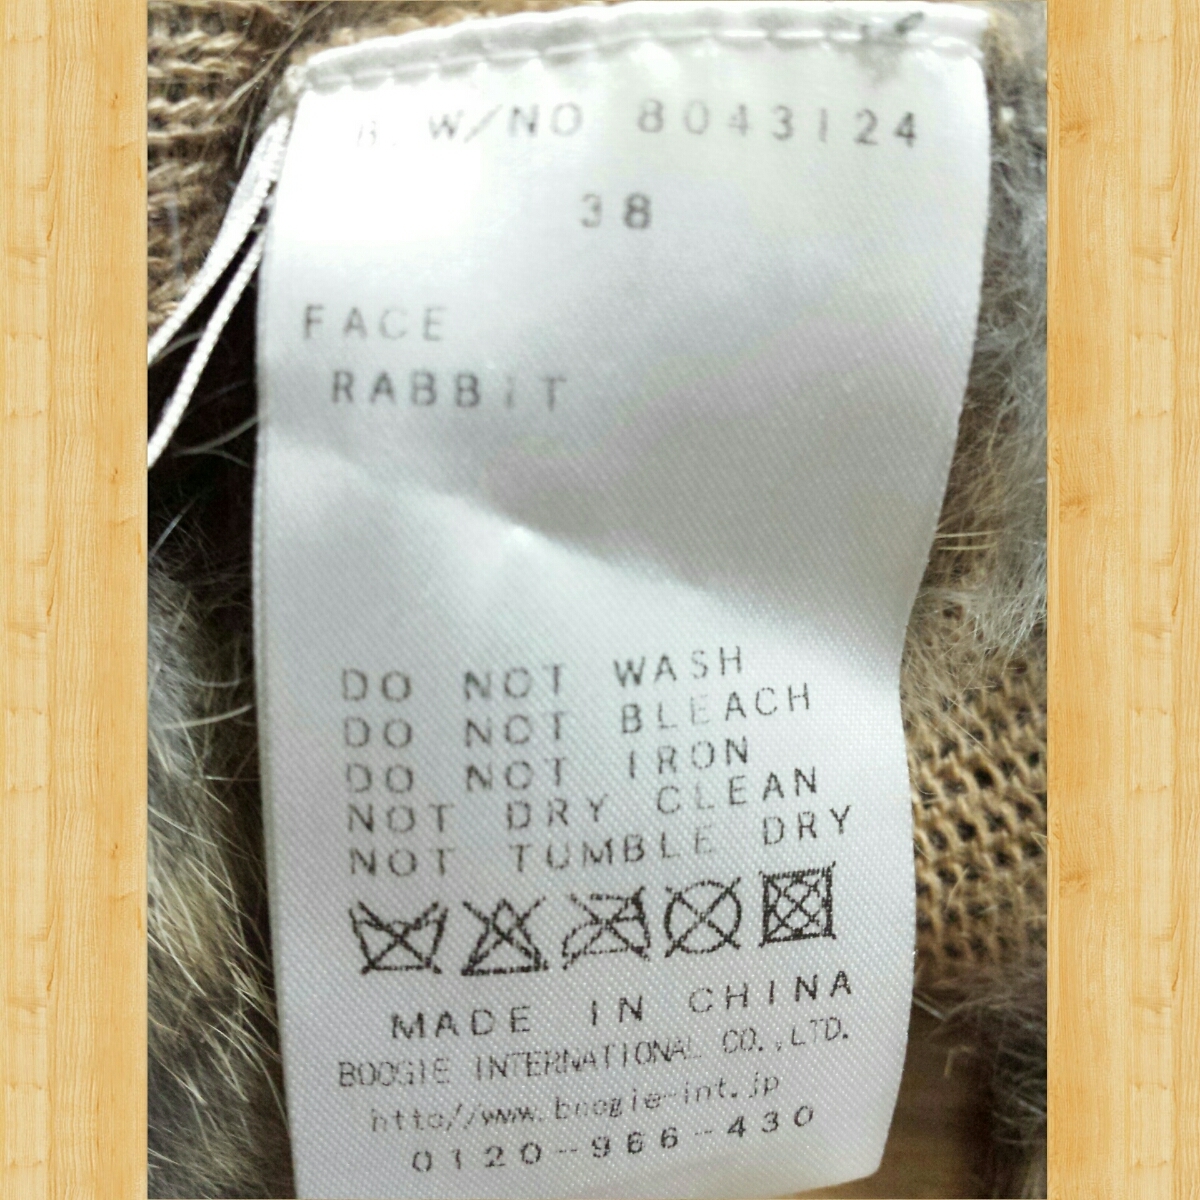 B. W/NO 8043124
38
FACE
RABBIT
DO NOT WASH
DO NOT BLEACH
DO NOT IRON
NOT DRY CLEAN
NOT TUMBLE DRY
MADE IN CHINA
BOOGIE INTERNATIONAL CO.,LTD.
http//www.boogie-int.jp
0120-966-430